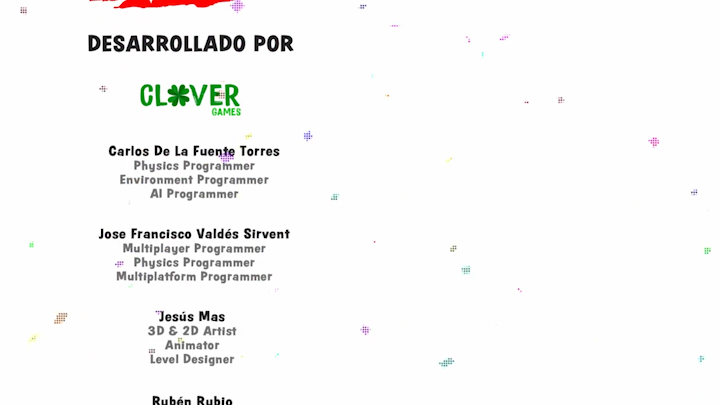 DESARROLLADO POR
CLOVER
GAMES
Carlos De La Fuente Torres
Physics Programmer
Environment Programmer
AI Programmer
Jose Francisco Valdés Sirvent
Multiplayer Programmer
Physics Programmer
Multiplatform Programmer
Jesús Mas
3D & 2D Artist
Animator
Level Designer
Rubén Rubio